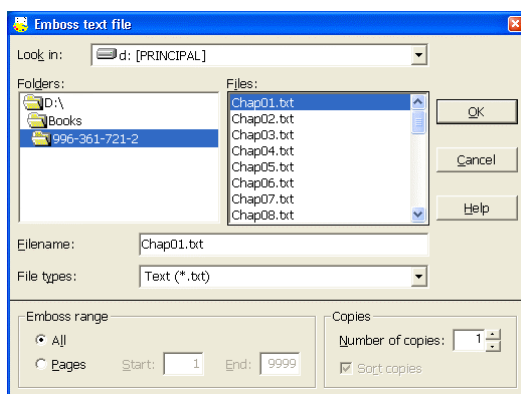 Emboss text file
Look in: d: [PRINCIPAL]
Folders: Files:
D:\
Books
996-361-721-2
Chap01.txt
Chap02.txt
Chap03.txt
Chap04.txt
Chap05.txt
Chap06.txt
Chap07.txt
Chap08.txt
OK
Cancel
Help
Filename: Chap01.txt
File types: Text (*.txt)
Emboss range
All
Pages Start: 1 End: 9999
Copies
Number of copies: 1
Sort copies